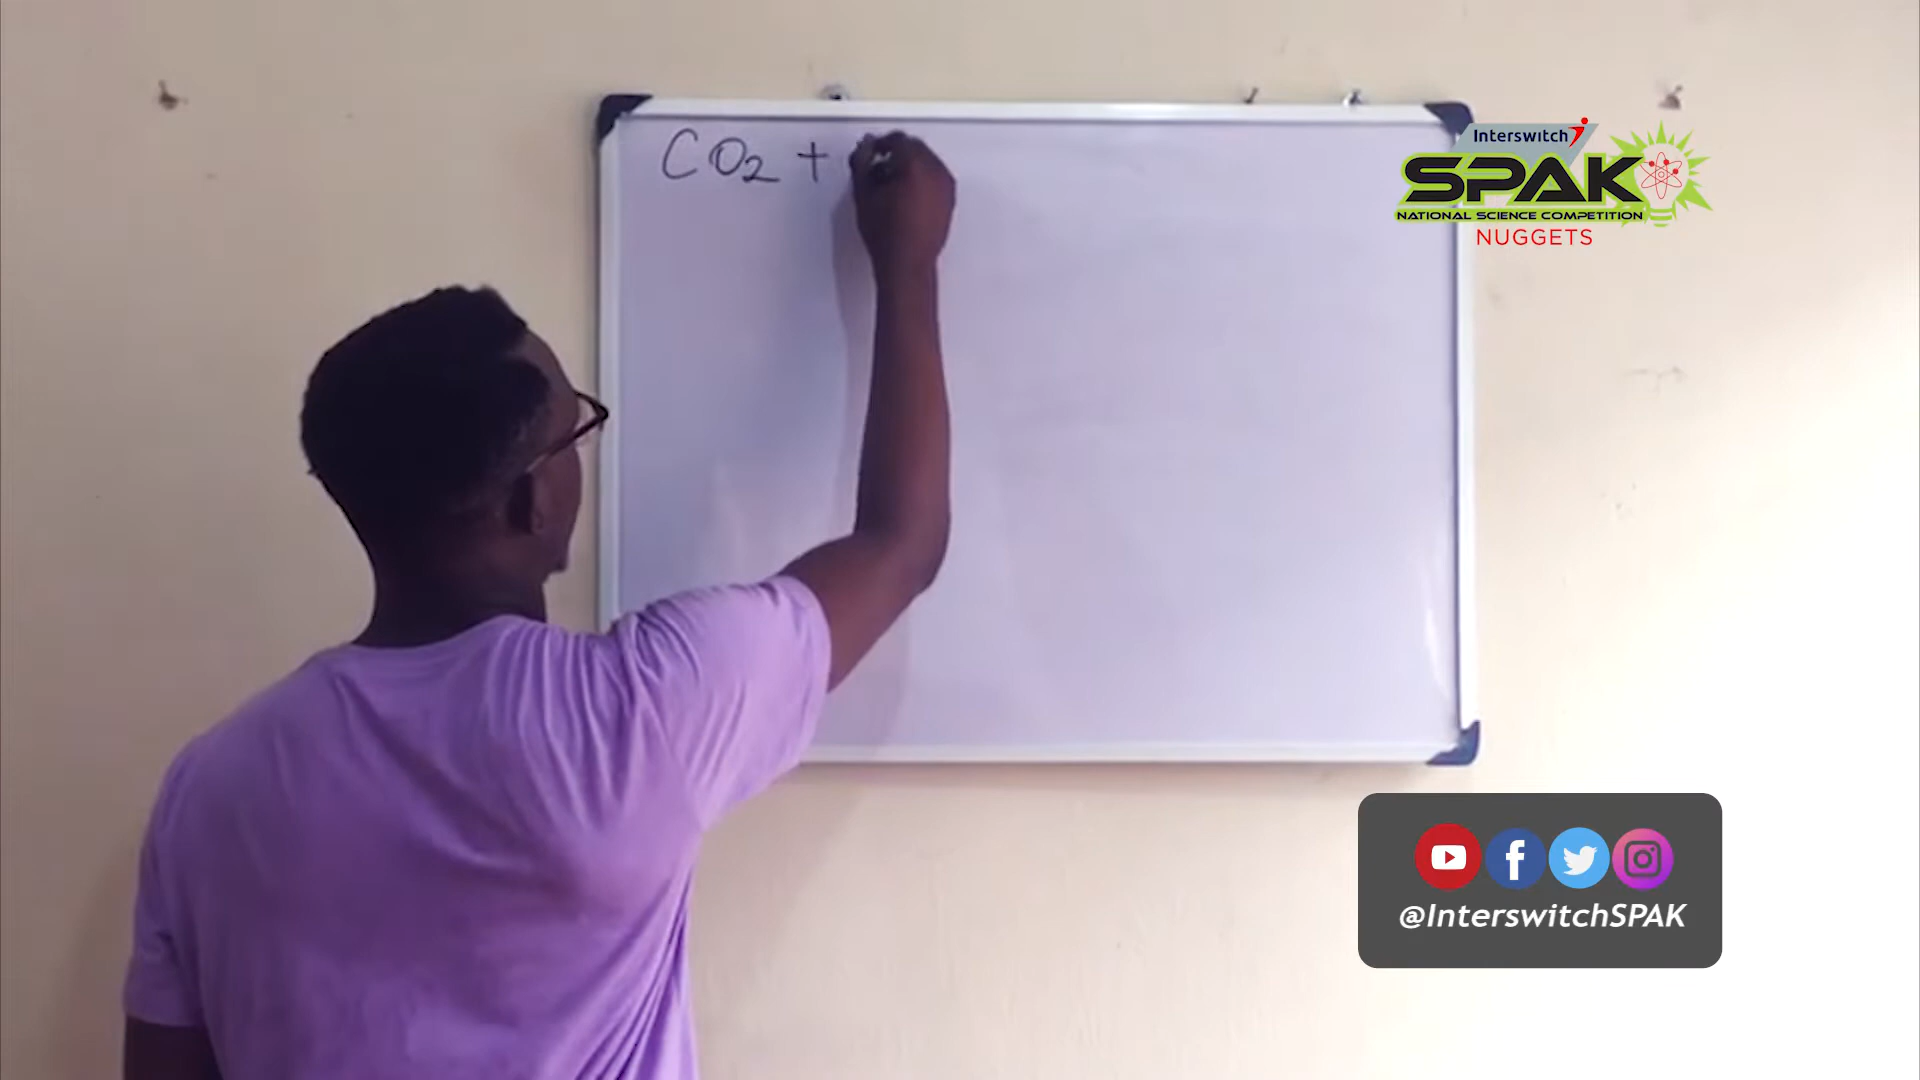 CO2 +
Interswitch
SPAK
NATIONAL SCIENCE COMPETITION
NUGGETS
@InterswitchSPAK